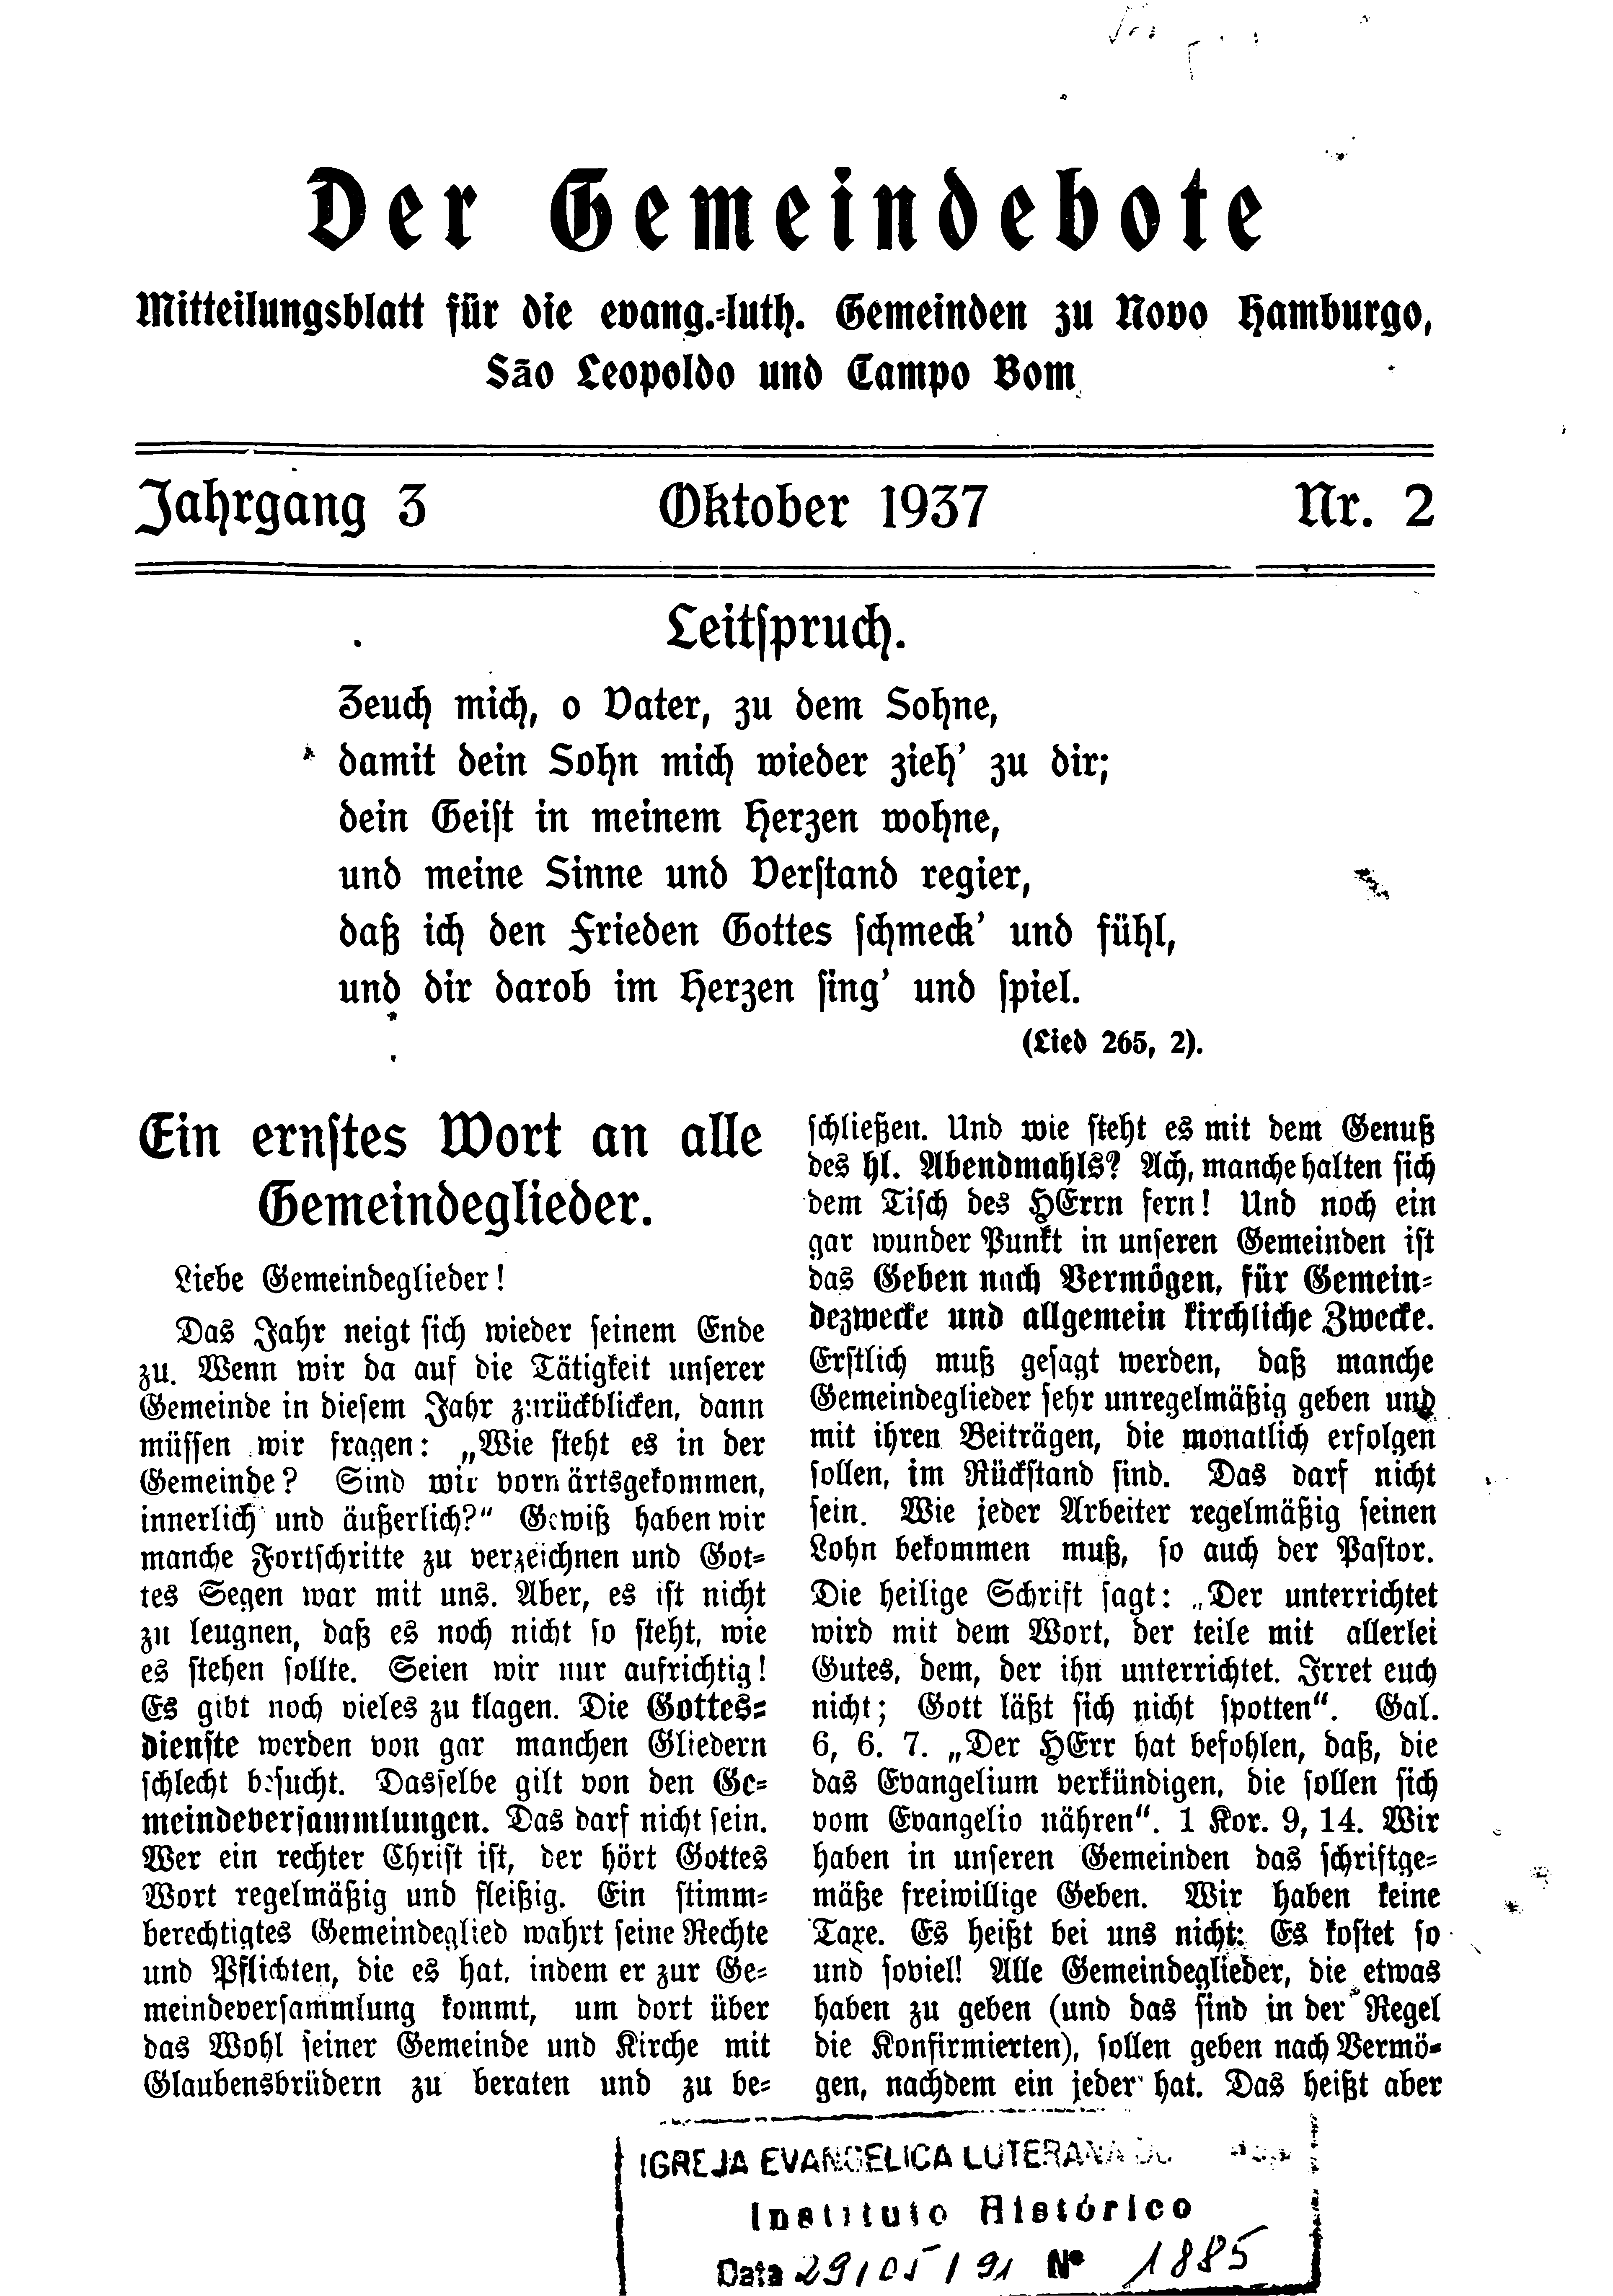 Der Gemeindebote
Mitteilungsblatt für die evang.-luth. Gemeinden zu Novo Hamburgo,
São Leopoldo und Campo Bom
Jahrgang 3 Oktober 1937 Nr. 2
Leitspruch.
Zeuch mich, o Vater, zu dem Sohne,
damit dein Sohn mich wieder zieh' zu dir;
dein Geist in meinem Herzen wohne,
und meine Sinne und Verstand regier,
daß ich den Frieden Gottes schmeck' und fühl,
und dir darob im Herzen sing' und spiel.
(Lied 265, 2).
Ein ernstes Wort an alle
Gemeindeglieder.
Liebe Gemeindeglieder!
Das Jahr neigt sich wieder seinem Ende
zu. Wenn wir da auf die Tätigkeit unserer
Gemeinde in diesem Jahr zurückblicken, dann
müssen wir fragen: „Wie steht es in der
Gemeinde? Sind wir vorwärtsgekommen,
innerlich und äußerlich?“ Gewiß haben wir
manche Fortschritte zu verzeichnen und Got-
tes Segen war mit uns. Aber, es ist nicht
zu leugnen, daß es noch nicht so steht, wie
es stehen sollte. Seien wir nur aufrichtig!
Es gibt noch vieles zu klagen. Die Gottes-
dienste werden von gar manchen Gliedern
schlecht besucht. Dasselbe gilt von den Ge-
meindeversammlungen. Das darf nicht sein.
Wer ein rechter Christ ist, der hört Gottes
Wort regelmäßig und fleißig. Ein stimm-
berechtigtes Gemeindeglied wahrt seine Rechte
und Pflichten, die es hat, indem er zur Ge-
meindeversammlung kommt, um dort über
das Wohl seiner Gemeinde und Kirche mit
Glaubensbrüdern zu beraten und zu be-
schließen. Und wie steht es mit dem Genuß
des hl. Abendmahls? Ach, manche halten sich
dem Tisch des HErrn fern! Und noch ein
gar wunder Punkt in unseren Gemeinden ist
das Geben nach Vermögen, für Gemein-
dezwecke und allgemein kirchliche Zwecke.
Erstlich muß gesagt werden, daß manche
Gemeindeglieder sehr unregelmäßig geben und
mit ihren Beiträgen, die monatlich erfolgen
sollen, im Rückstand sind. Das darf nicht
sein. Wie jeder Arbeiter regelmäßig seinen
Lohn bekommen muß, so auch der Pastor.
Die heilige Schrift sagt: „Der unterrichtet
wird mit dem Wort, der teile mit allerlei
Gutes, dem, der ihn unterrichtet. Irret euch
nicht; Gott läßt sich nicht spotten“. Gal.
6, 6. 7. „Der HErr hat befohlen, daß, die
das Evangelium verkündigen, die sollen sich
vom Evangelio nähren“. 1 Kor. 9, 14. Wir
haben in unseren Gemeinden das schriftge-
mäße freiwillige Geben. Wir haben keine
Taxe. Es heißt bei uns nicht: Es kostet so
und soviel! Alle Gemeindeglieder, die etwas
haben zu geben (und das sind in der Regel
die Konfirmierten), sollen geben nach Vermö-
gen, nachdem ein jeder hat. Das heißt aber
IGREJA EVANGELICA LUTERANA
Instituto Histórico
Data 29/05/91 Nº 1885